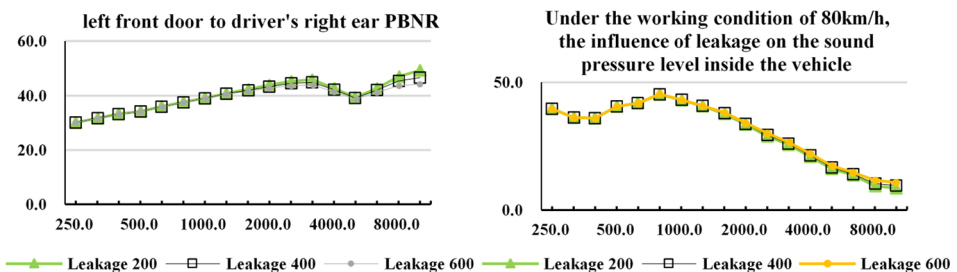 left front door to driver's right ear PBNR
60.0
40.0
20.0
0.0
250.0 500.0 1000.0 2000.0 4000.0 8000.0
Leakage 200 Leakage 400 Leakage 600
Under the working condition of 80km/h,
the influence of leakage on the sound
pressure level inside the vehicle
50.0
0.0
250.0 500.0 1000.0 2000.0 4000.0 8000.0
Leakage 200 Leakage 400 Leakage 600